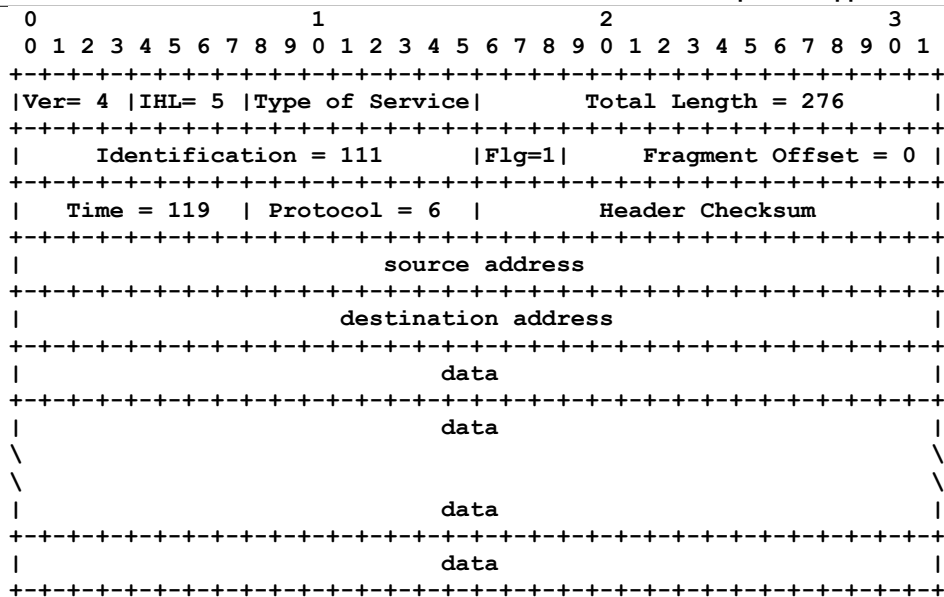 0                   1                   2                   3
0 1 2 3 4 5 6 7 8 9 0 1 2 3 4 5 6 7 8 9 0 1 2 3 4 5 6 7 8 9 0 1
+-+-+-+-+-+-+-+-+-+-+-+-+-+-+-+-+-+-+-+-+-+-+-+-+-+-+-+-+-+-+-+-+
|Ver= 4 |IHL= 5 |Type of Service|       Total Length = 276      |
+-+-+-+-+-+-+-+-+-+-+-+-+-+-+-+-+-+-+-+-+-+-+-+-+-+-+-+-+-+-+-+-+
|     Identification = 111      |Flg=1|     Fragment Offset = 0 |
+-+-+-+-+-+-+-+-+-+-+-+-+-+-+-+-+-+-+-+-+-+-+-+-+-+-+-+-+-+-+-+-+
|   Time = 119  | Protocol = 6  |        Header Checksum        |
+-+-+-+-+-+-+-+-+-+-+-+-+-+-+-+-+-+-+-+-+-+-+-+-+-+-+-+-+-+-+-+-+
|                         source address                        |
+-+-+-+-+-+-+-+-+-+-+-+-+-+-+-+-+-+-+-+-+-+-+-+-+-+-+-+-+-+-+-+-+
|                      destination address                      |
+-+-+-+-+-+-+-+-+-+-+-+-+-+-+-+-+-+-+-+-+-+-+-+-+-+-+-+-+-+-+-+-+
|                             data                              |
+-+-+-+-+-+-+-+-+-+-+-+-+-+-+-+-+-+-+-+-+-+-+-+-+-+-+-+-+-+-+-+-+
|                             data                              |
\                                                               \
\                                                               \
|                             data                              |
+-+-+-+-+-+-+-+-+-+-+-+-+-+-+-+-+-+-+-+-+-+-+-+-+-+-+-+-+-+-+-+-+
|                             data                              |
+-+-+-+-+-+-+-+-+-+-+-+-+-+-+-+-+-+-+-+-+-+-+-+-+-+-+-+-+-+-+-+-+